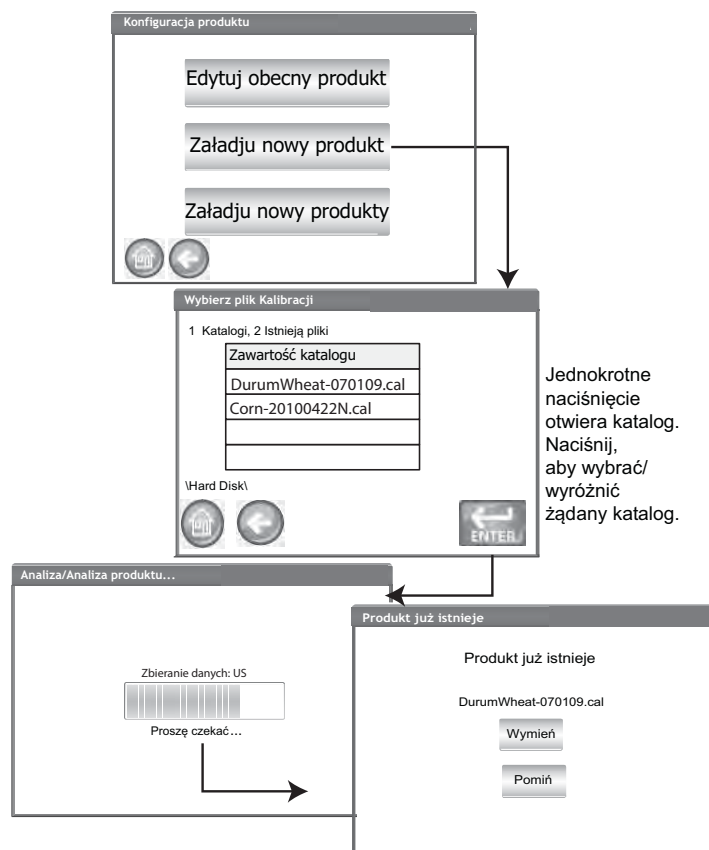 Konfiguracja produktu
Edytuj obecny produkt
Załadju nowy produkt
Załadju nowy produkty
Wybierz plik Kalibracji
1 Katalogi, 2 Istnieją pliki
Zawartość katalogu
DurumWheat-070109.cal
Corn-20100422N.cal
\Hard Disk\
ENTER
Jednokrotne
naciśnięcie
otwiera katalog.
Naciśnij,
aby wybrać/
wyróżnić
żądany katalog.
Analiza/Analiza produktu...
Zbieranie danych: US
Proszę czekać...
Produkt już istnieje
Produkt już istnieje
DurumWheat-070109.cal
Wymień
Pomiń